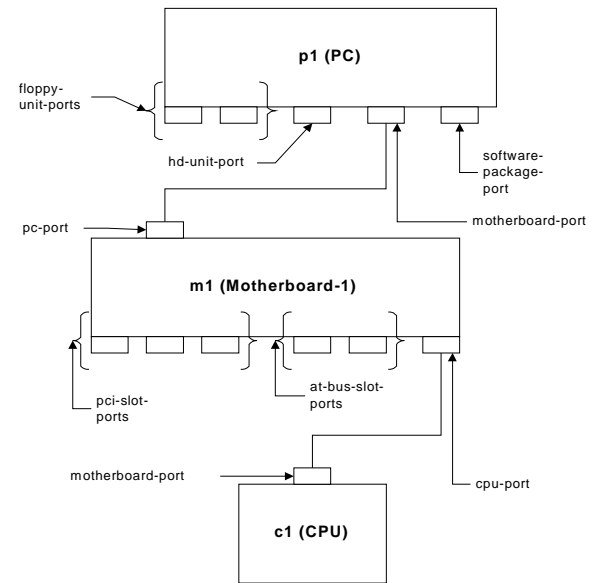 p1 (PC)
floppy-
unit-ports
hd-unit-port
software-
package-
port
motherboard-port
pc-port
m1 (Motherboard-1)
pci-slot-
ports
at-bus-slot-
ports
motherboard-port
cpu-port
c1 (CPU)